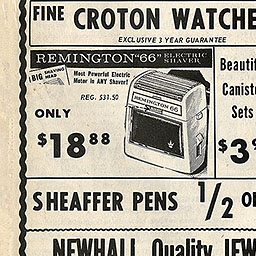 FINE CROTON WATCHE
EXCLUSIVE 3 YEAR GUARANTEE
REMINGTON "66" ELECTRIC SHAVER
BIG SHAVING HEAD
Most Powerful Electric
Motor in ANY Shaver!
REG. $31.50
REMINGTON 66
ONLY
$18 88
Beautif
Caniste
Sets
$3 9
SHEAFFER PENS 1/2 O
NEWHALL Quality JEW